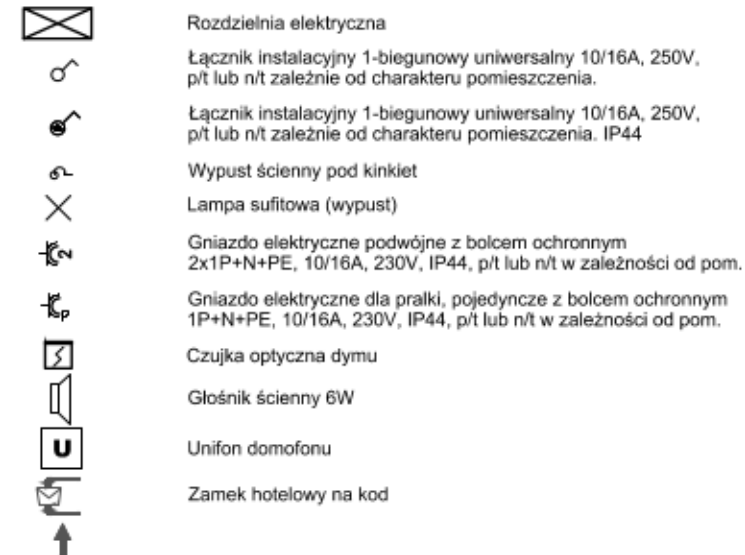 Rozdzielnia elektryczna
Łącznik instalacyjny 1-biegunowy uniwersalny 10/16A, 250V,
p/t lub n/t zależnie od charakteru pomieszczenia.
Łącznik instalacyjny 1-biegunowy uniwersalny 10/16A, 250V,
p/t lub n/t zależnie od charakteru pomieszczenia. IP44
Wypust ścienny pod kinkiet
Lampa sufitowa (wypust)
2 Gniazdo elektryczne podwójne z bolcem ochronnym
2x1P+N+PE, 10/16A, 230V, IP44, p/t lub n/t w zależności od pom.
p Gniazdo elektryczne dla pralki, pojedyncze z bolcem ochronnym
1P+N+PE, 10/16A, 230V, IP44, p/t lub n/t w zależności od pom.
Czujka optyczna dymu
Głośnik ścienny 6W
U Unifon domofonu
Zamek hotelowy na kod